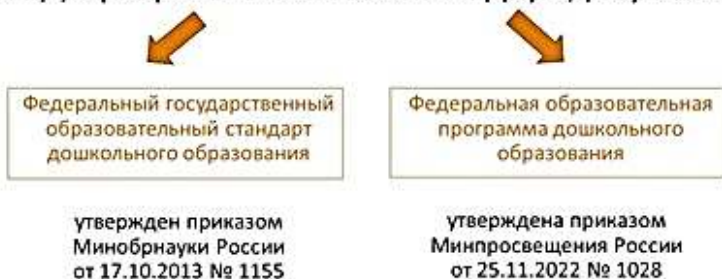 Федеральный государственный
образовательный стандарт
дошкольного образования
утвержден приказом
Минобрнауки России
от 17.10.2013 № 1155
Федеральная образовательная
программа дошкольного
образования
утверждена приказом
Минпросвещения России
от 25.11.2022 № 1028